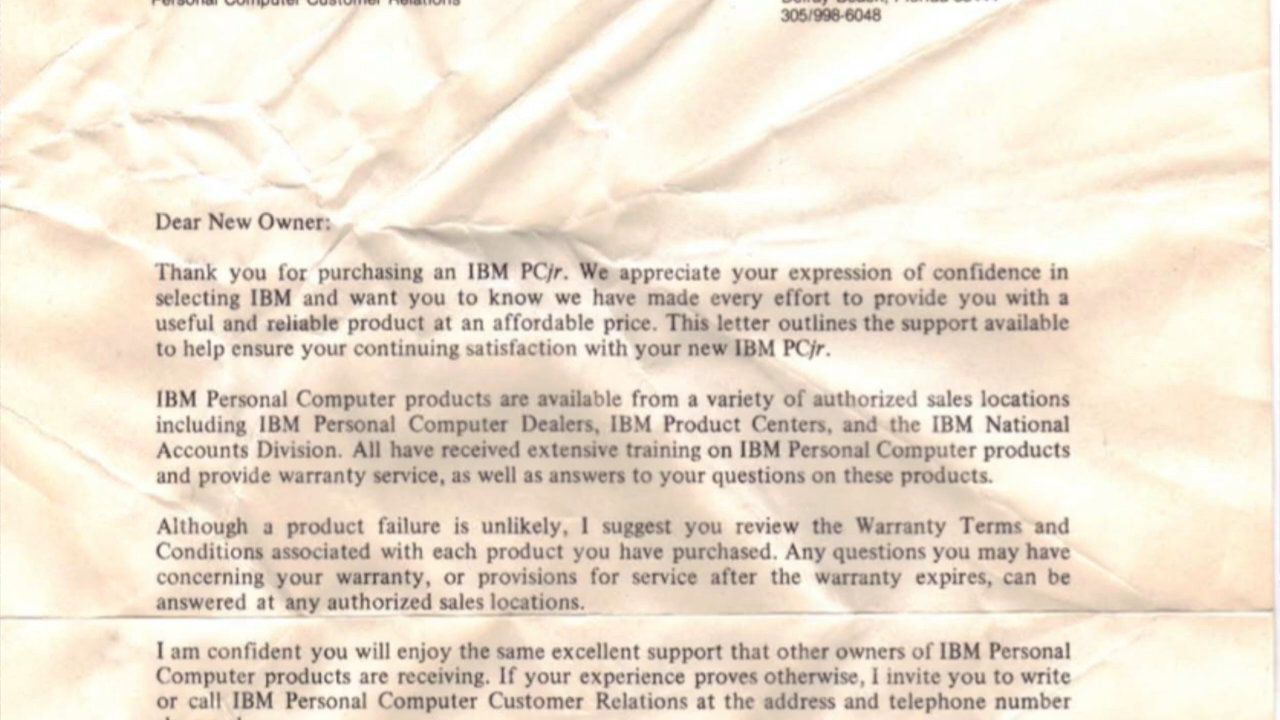 Personal Computer Customer Relations
Delray Beach, Florida
305/998-6048
Dear New Owner:
Thank you for purchasing an IBM PCjr. We appreciate your expression of confidence in
selecting IBM and want you to know we have made every effort to provide you with a
useful and reliable product at an affordable price. This letter outlines the support available
to help ensure your continuing satisfaction with your new IBM PCjr.
IBM Personal Computer products are available from a variety of authorized sales locations
including IBM Personal Computer Dealers, IBM Product Centers, and the IBM National
Accounts Division. All have received extensive training on IBM Personal Computer products
and provide warranty service, as well as answers to your questions on these products.
Although a product failure is unlikely, I suggest you review the Warranty Terms and
Conditions associated with each product you have purchased. Any questions you may have
concerning your warranty, or provisions for service after the warranty expires, can be
answered at any authorized sales locations.
I am confident you will enjoy the same excellent support that other owners of IBM Personal
Computer products are receiving. If your experience proves otherwise, I invite you to write
or call IBM Personal Computer Customer Relations at the address and telephone number